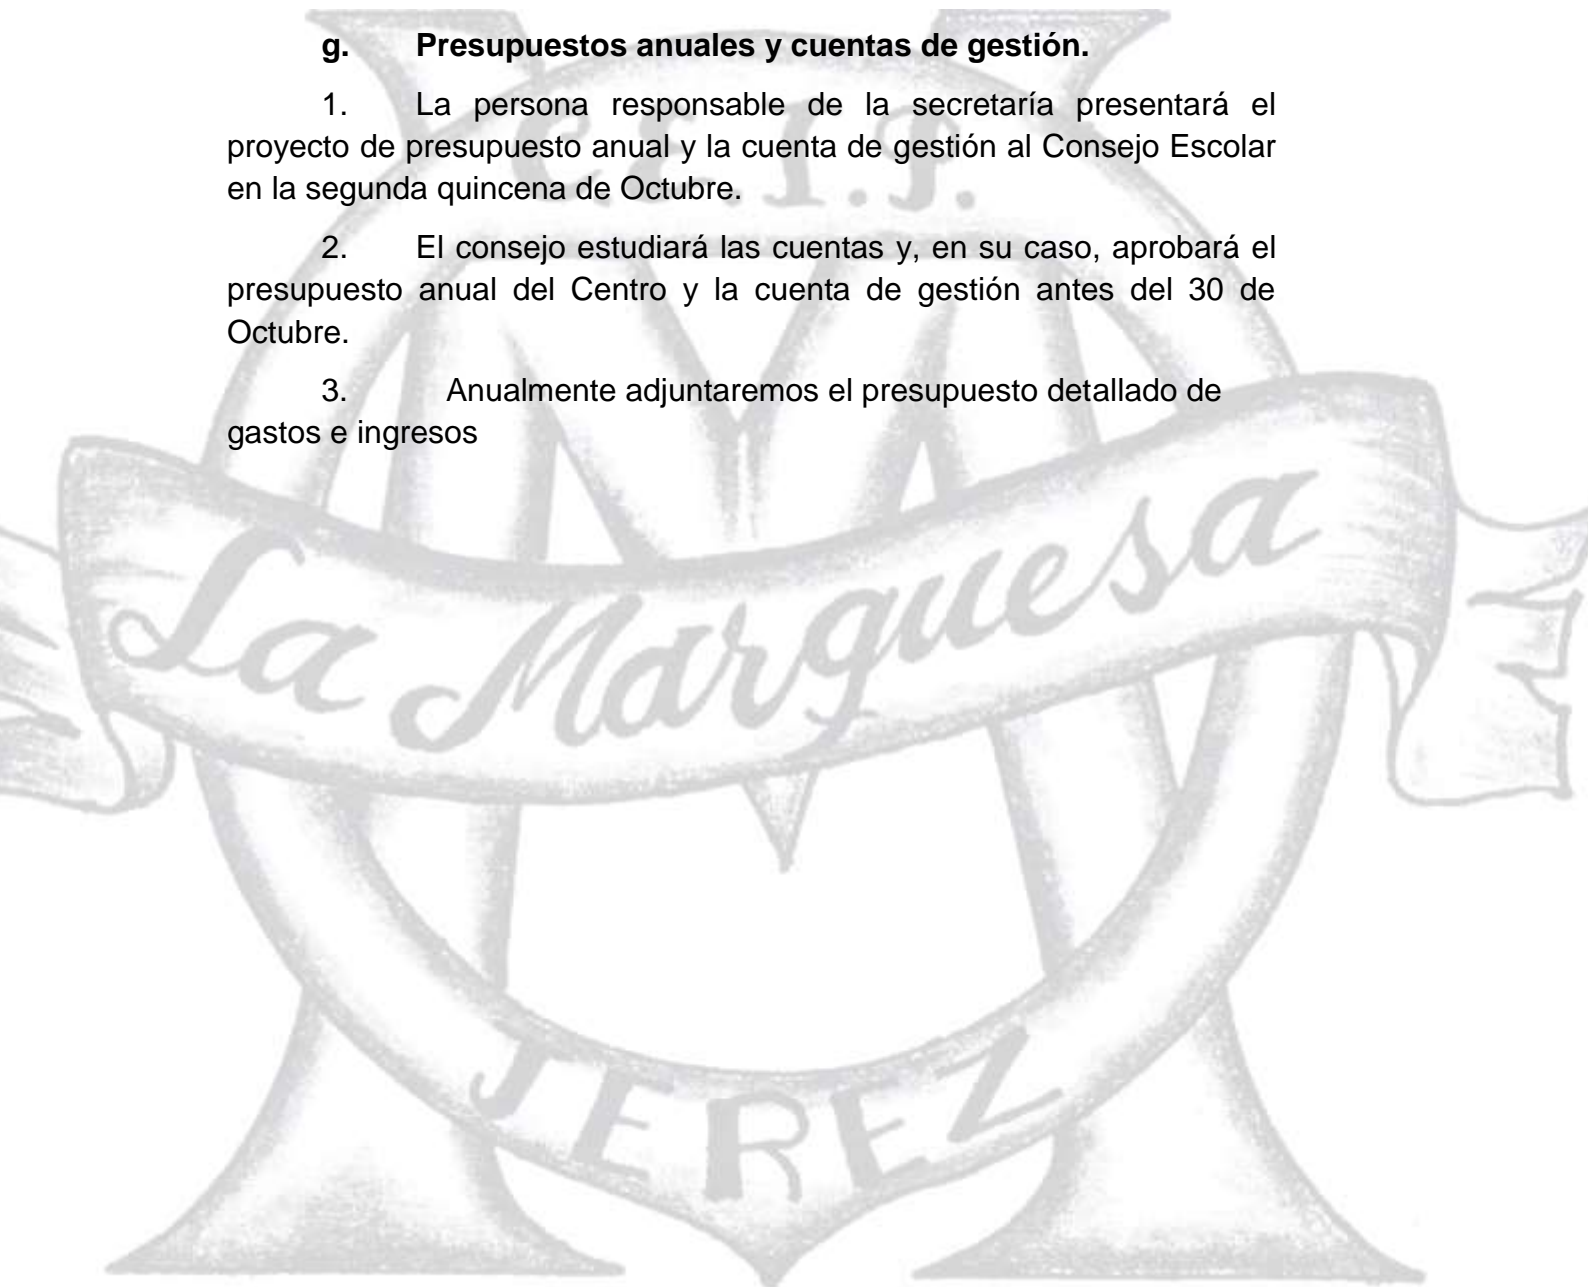 g. Presupuestos anuales y cuentas de gestión.
1. La persona responsable de la secretaría presentará el
proyecto de presupuesto anual y la cuenta de gestión al Consejo Escolar
en la segunda quincena de Octubre.
C.E.I.P.
2. El consejo estudiará las cuentas y, en su caso, aprobará el
presupuesto anual del Centro y la cuenta de gestión antes del 30 de
Octubre.
3. Anualmente adjuntaremos el presupuesto detallado de
gastos e ingresos
La Marquesa
JEREZ